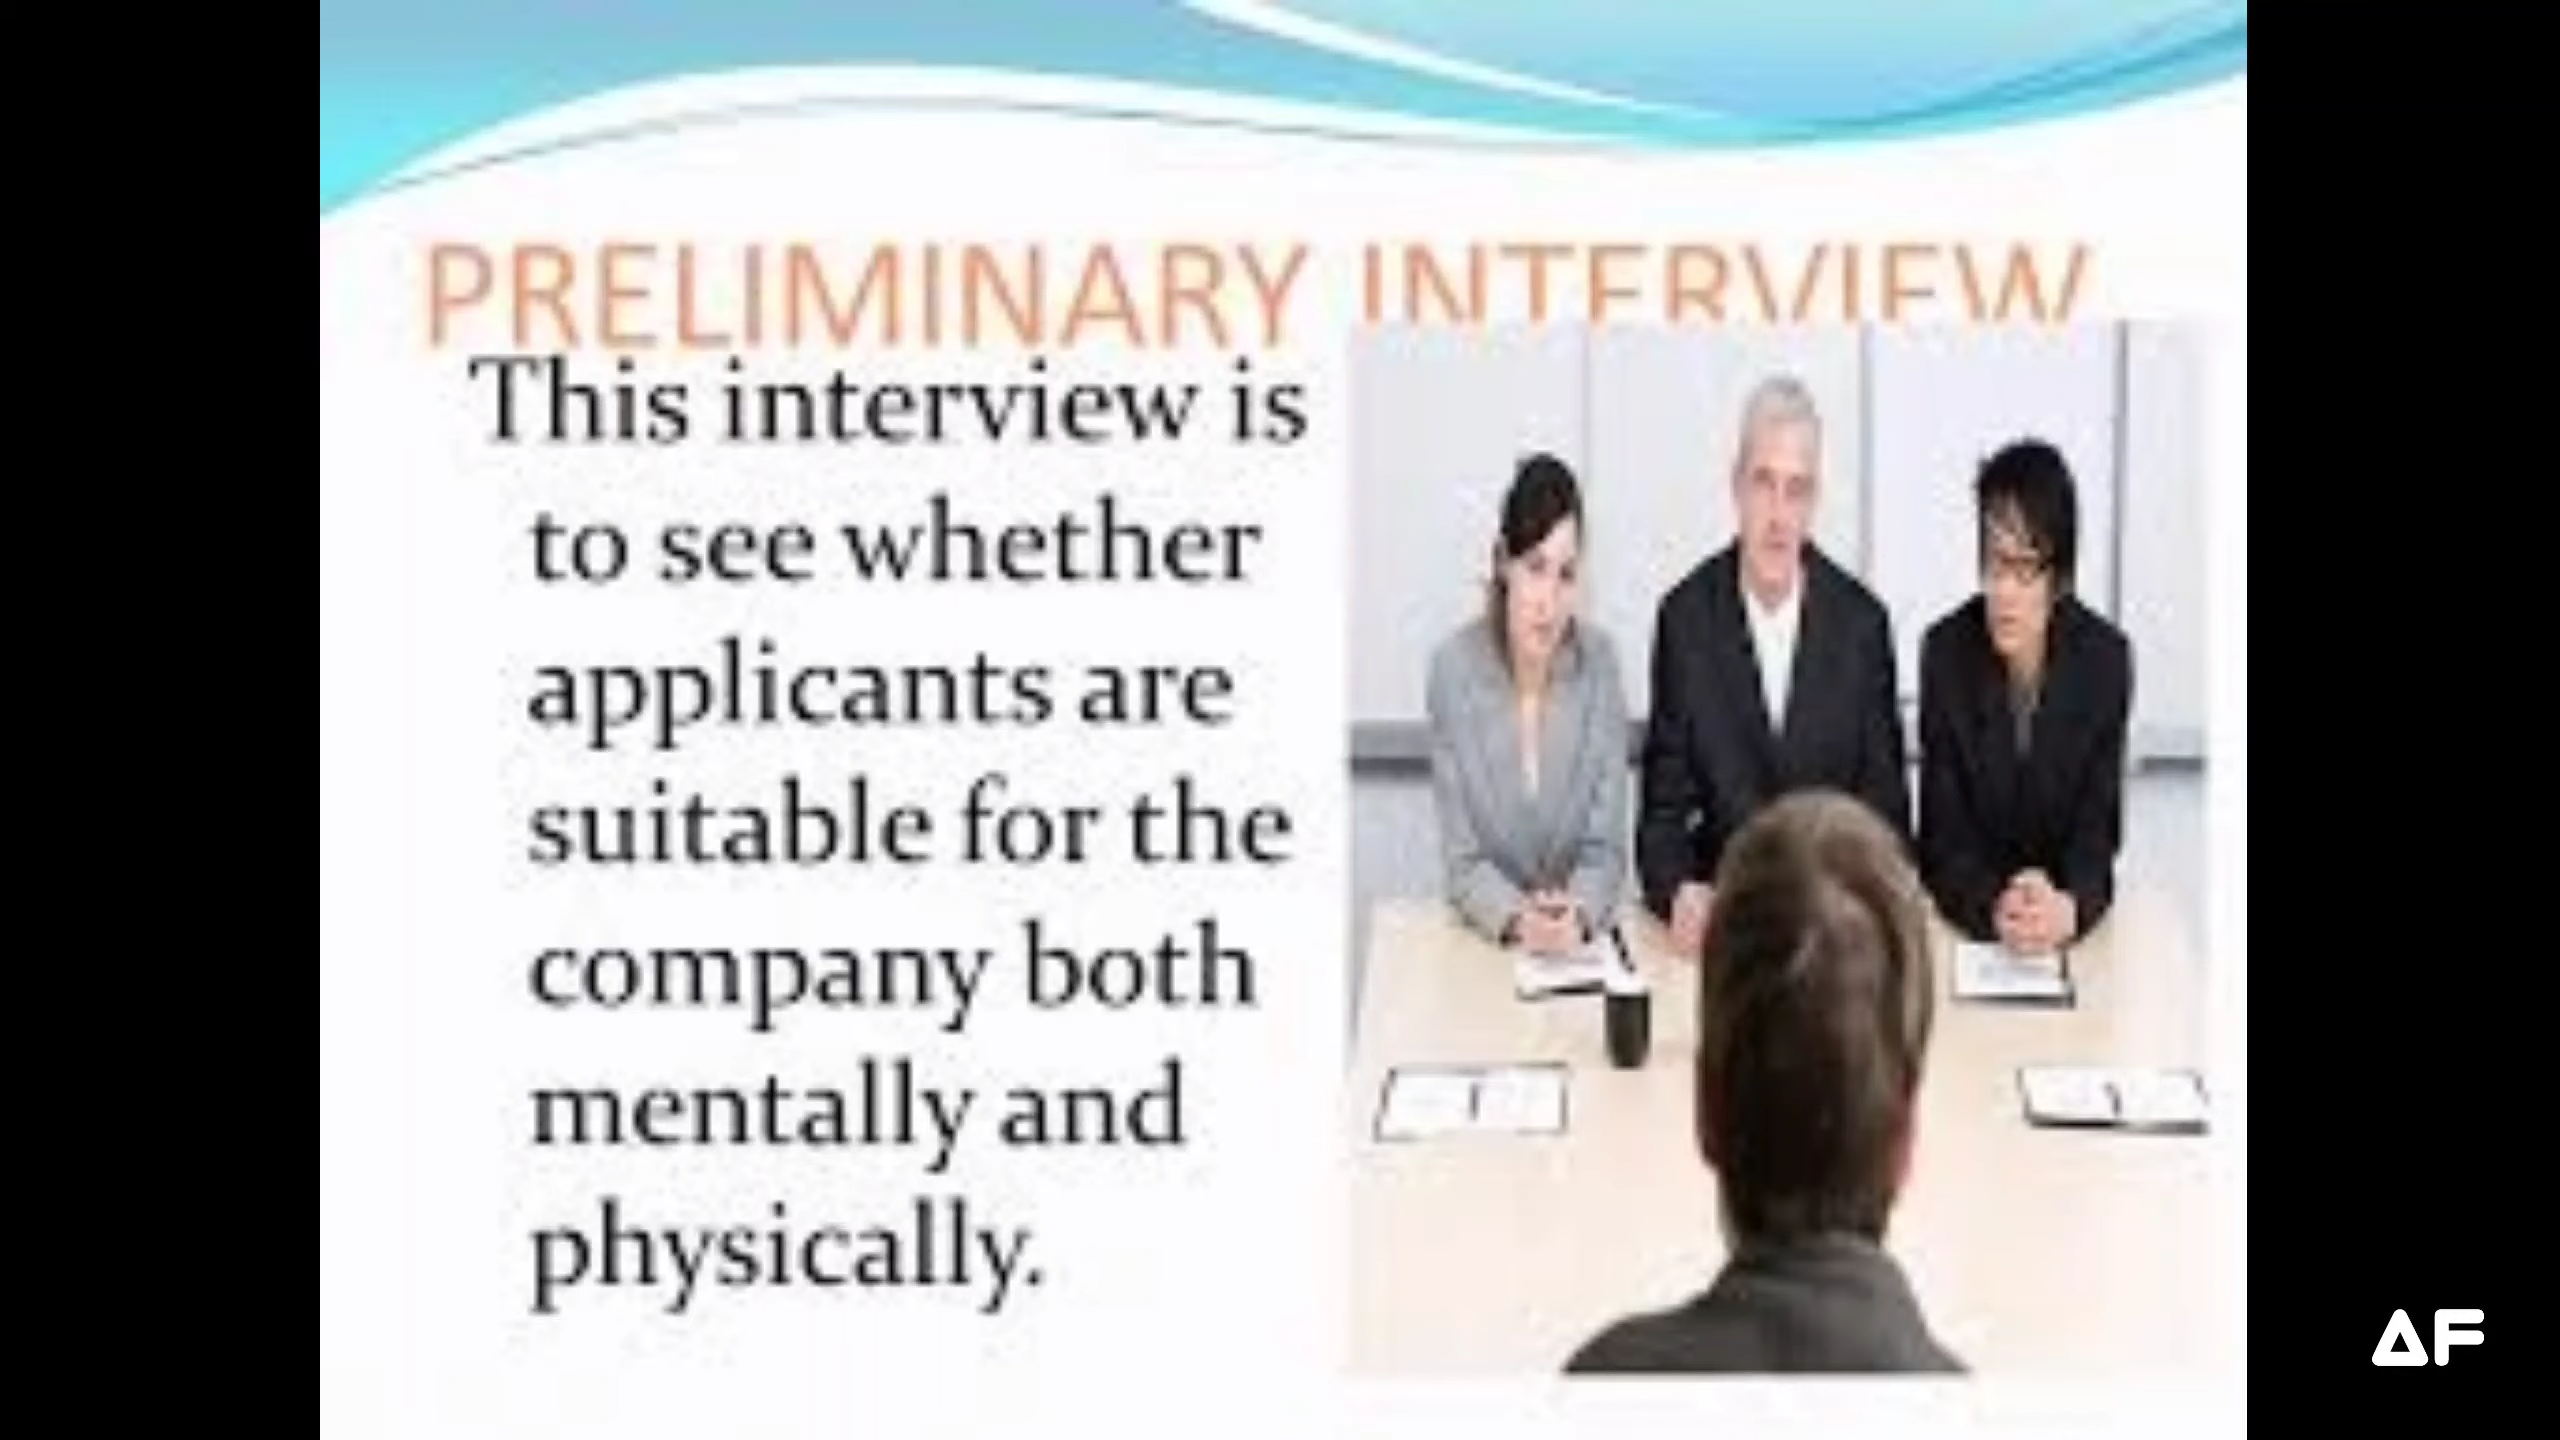 PRELIMINARY INTERVIEW
This interview is
to see whether
applicants are
suitable for the
company both
mentally and
physically.
AF